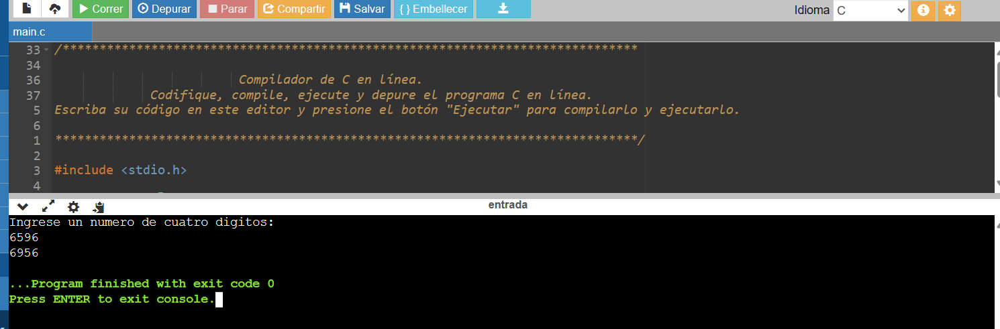 Correr Depurar Parar Compartir Salvar { } Embellecer Idioma C
main.c
33 /******************************************************************************
34
36 Compilador de C en línea.
37 Codifique, compile, ejecute y depure el programa C en línea.
5 Escriba su código en este editor y presione el botón "Ejecutar" para compilarlo y ejecutarlo.
6
1 *******************************************************************************/
2
3 #include <stdio.h>
4
entrada
Ingrese un numero de cuatro digitos:
6596
6956
...Program finished with exit code 0
Press ENTER to exit console.